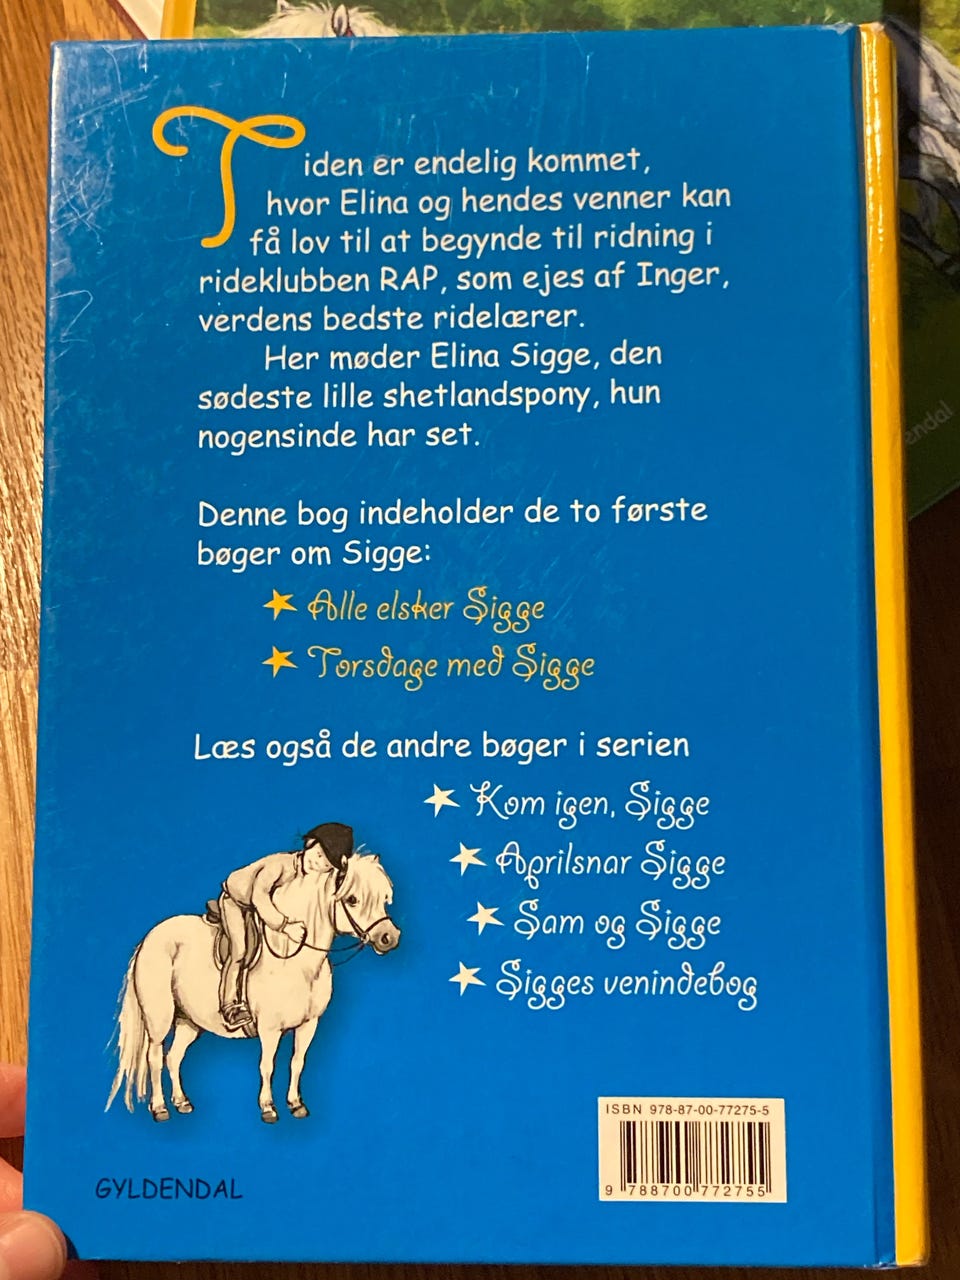 Tiden er endelig kommet,
hvor Elina og hendes venner kan
få lov til at begynde til ridning i
rideklubben RAP, som ejes af Inger,
verdens bedste ridelærer.
Her møder Elina Sigge, den
sødeste lille shetlandspony, hun
nogensinde har set.
Denne bog indeholder de to første
bøger om Sigge:
Alle elsker Sigge
Torsdage med Sigge
Læs også de andre bøger i serien
Kom igen, Sigge
Aprilsnar Sigge
Sam og Sigge
Sigges venindebog
ISBN 978-87-00-77275-5
9 788700 772755
GYLDENDAL